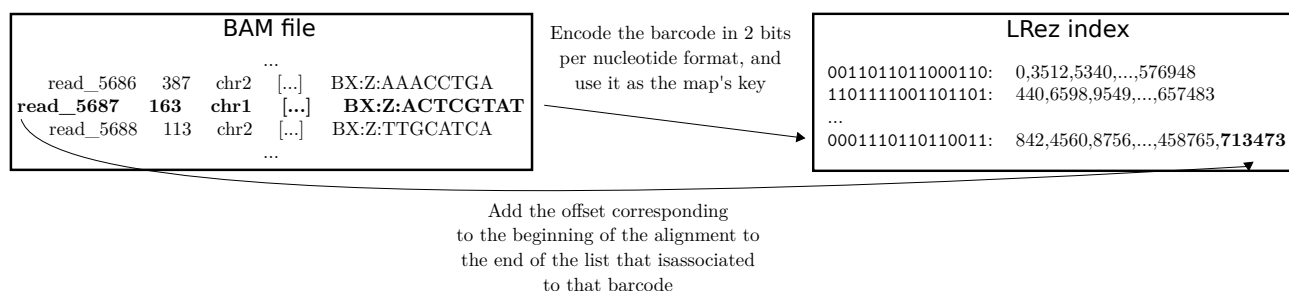 BAM file
...
read_5686 387 chr2 [...] BX:Z:AAACCTGA
read_5687 163 chr1 [...] BX:Z:ACTCGTAT
read_5688 113 chr2 [...] BX:Z:TTGCATCA
...
Encode the barcode in 2 bits
per nucleotide format, and
use it as the map's key
LRez index
0011011011000110: 0,3512,5340,...,576948
1101111001101101: 440,6598,9549,...,657483
...
0001110110110011: 842,4560,8756,...,458765,713473
Add the offset corresponding
to the beginning of the alignment to
the end of the list that isassociated
to that barcode